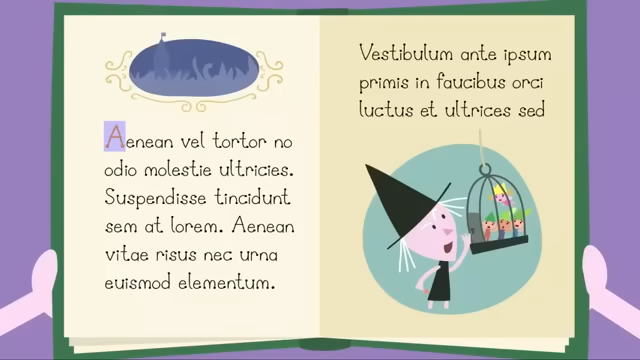 Aenean vel tortor no
odio molestie ultricies.
Suspendisse tincidunt
sem at lorem. Aenean
vitae risus nec urna
euismod elementum.
Vestibulum ante ipsum
primis in faucibus orci
luctus et ultrices sed